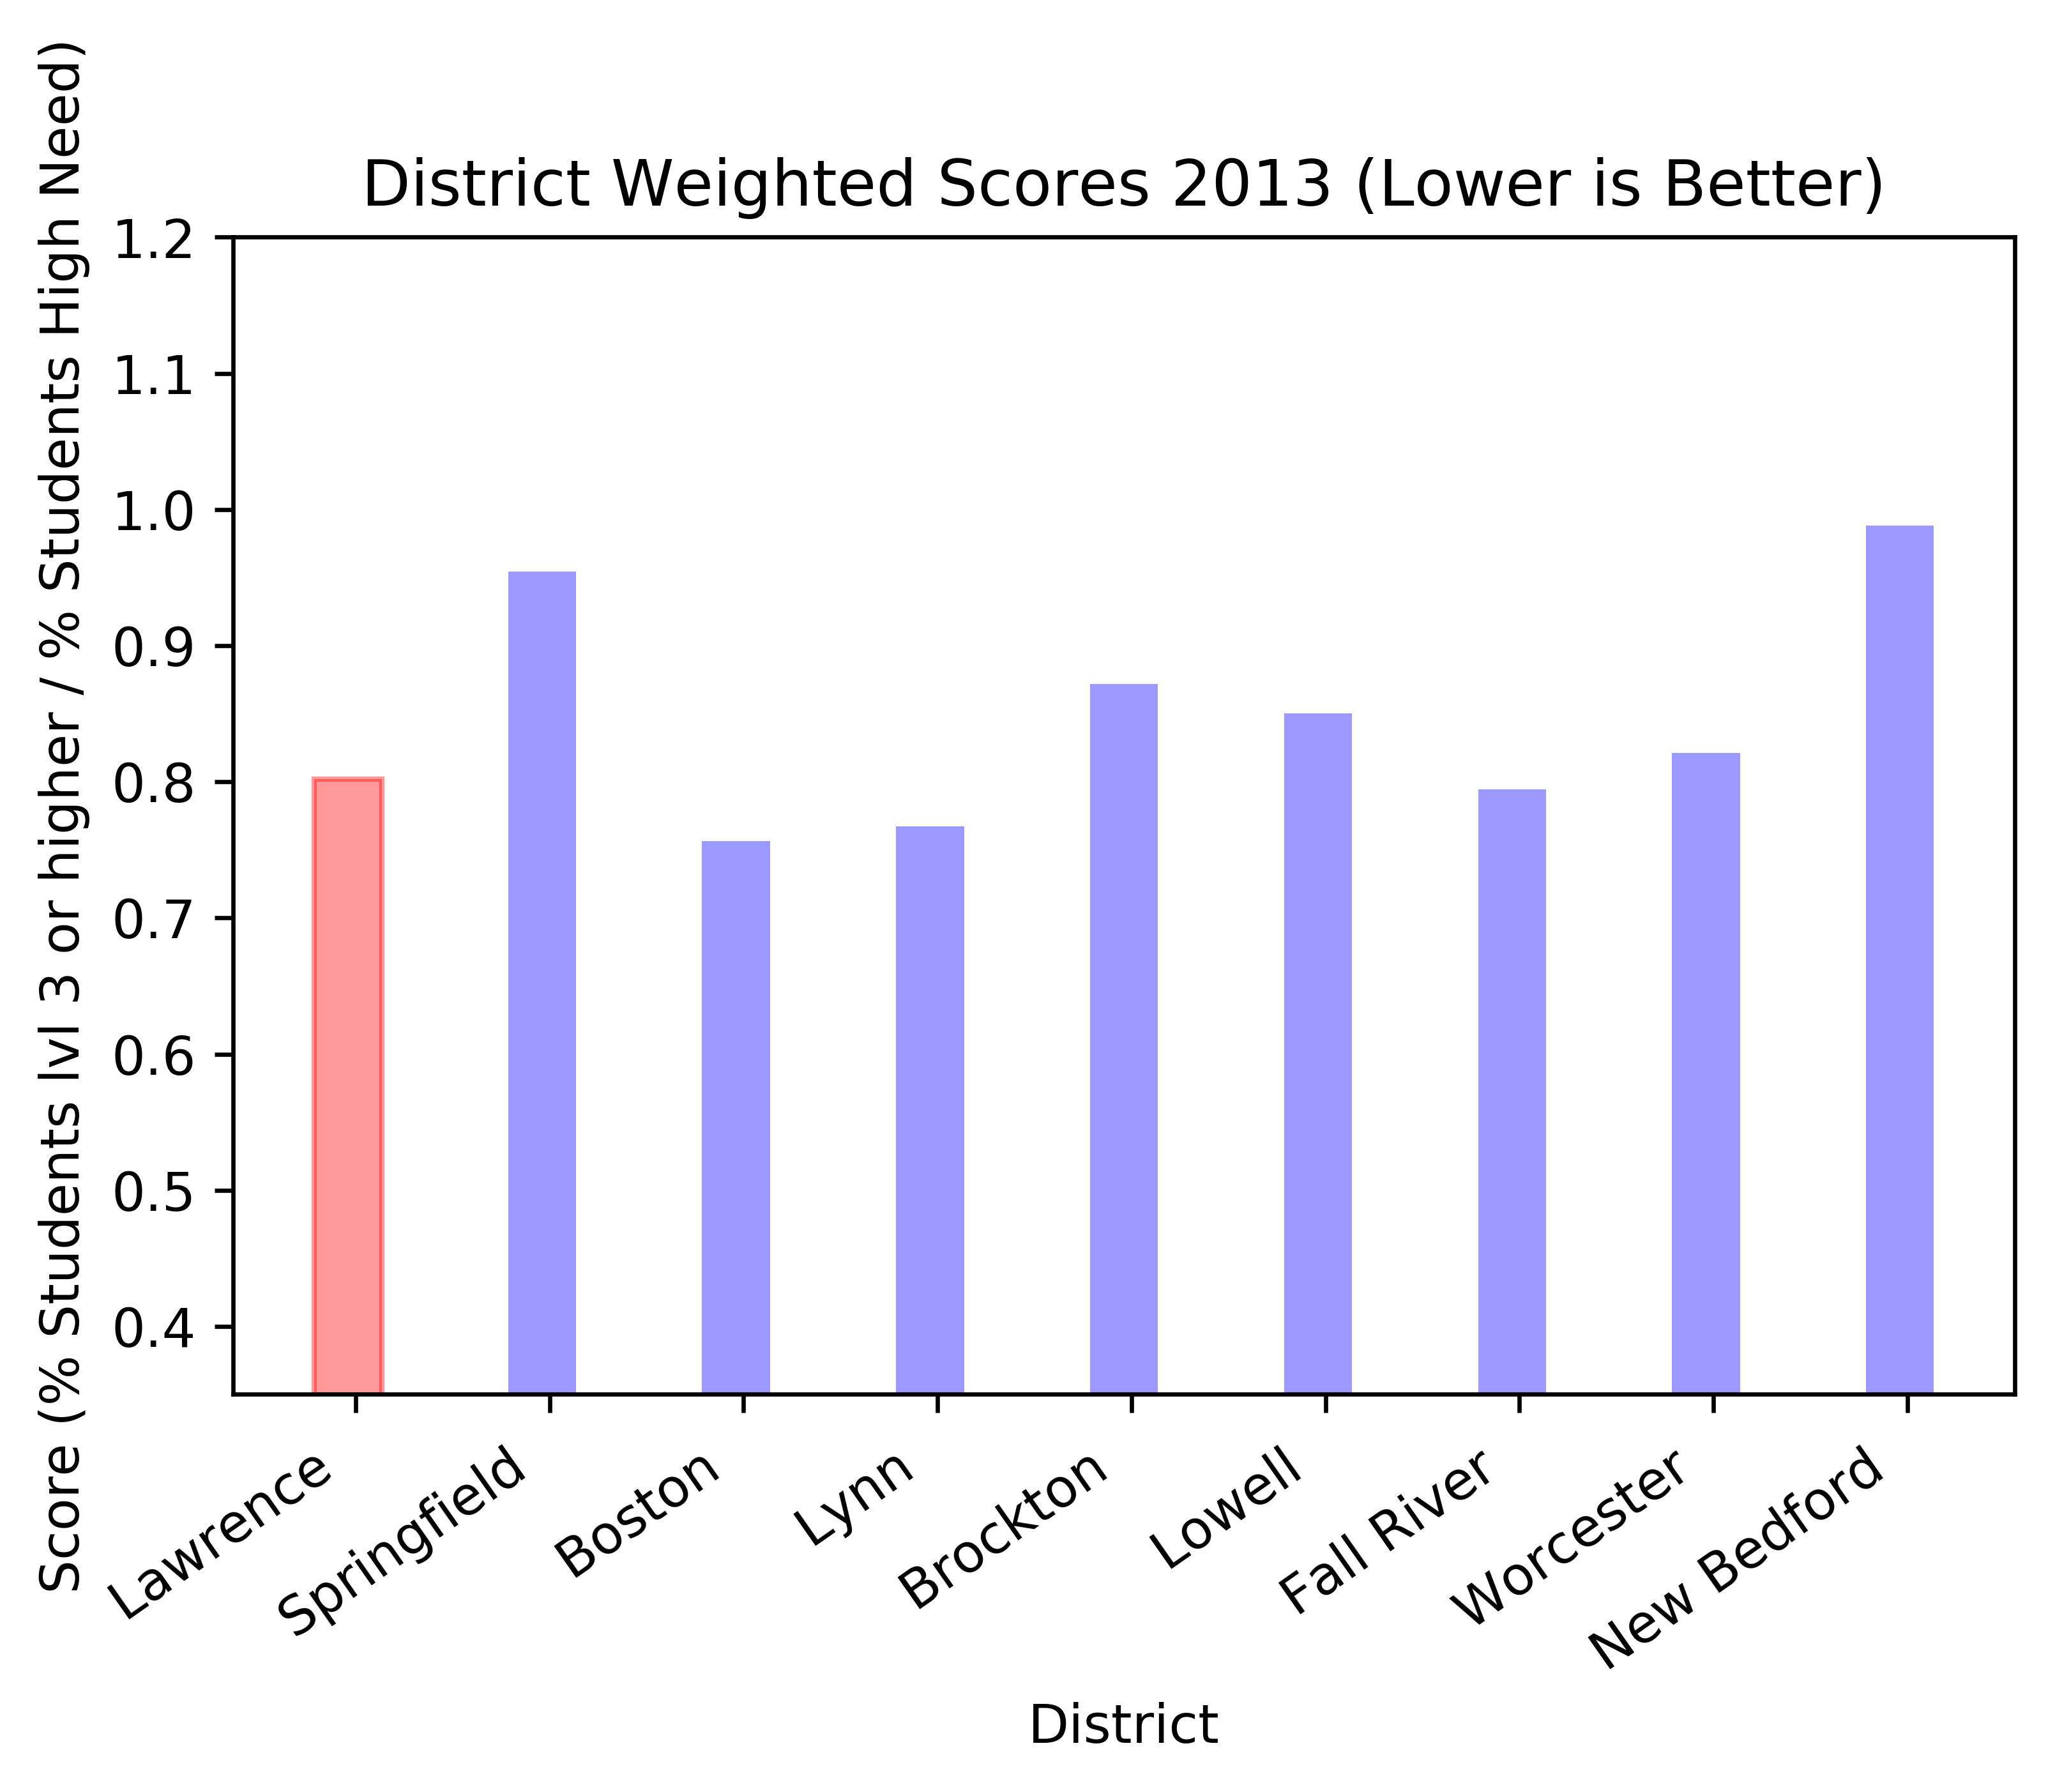 District Weighted Scores 2013 (Lower is Better)
Score (% Students lvl 3 or higher / % Students High Need)
1.2
1.1
1.0
0.9
0.8
0.7
0.6
0.5
0.4
Lawrence
Springfield
Boston
Lynn
Brockton
Lowell
Fall River
Worcester
New Bedford
District